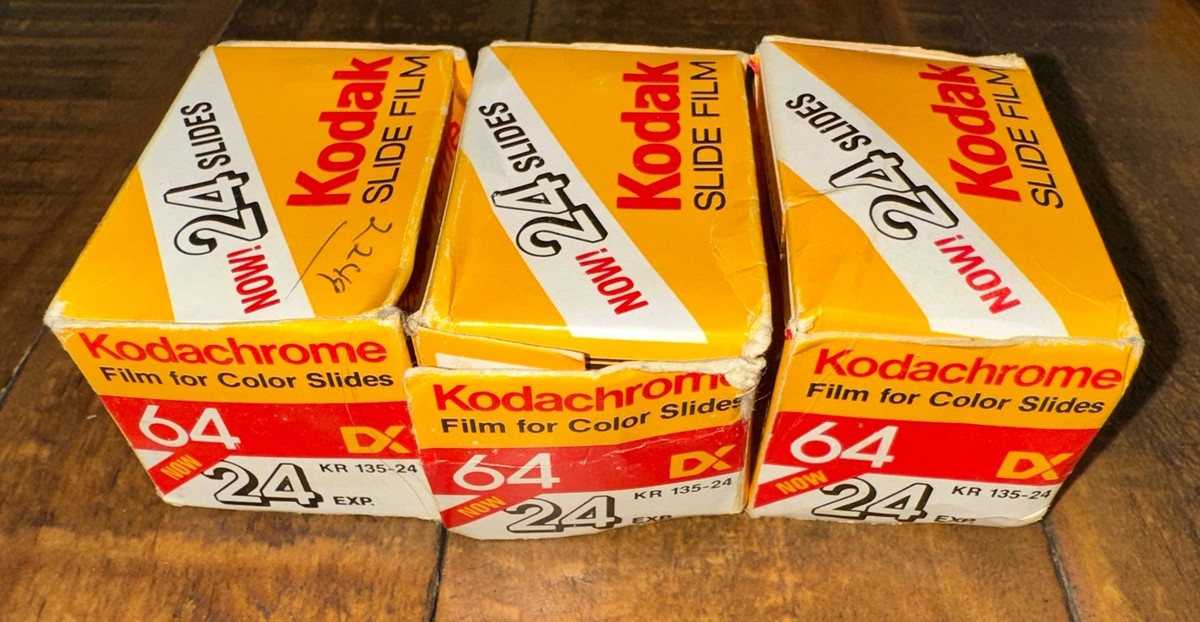 NOW! 24 SLIDES
Kodak
SLIDE FILM
Kodachrome
Film for Color Slides
64
DX
NOW
24
EXP.
KR 135-24
NOW! 24 SLIDES
Kodak
SLIDE FILM
Kodachrome
Film for Color Slides
64
DX
NOW
24
EXP.
KR 135-24
NOW! 24 SLIDES
Kodak
SLIDE FILM
Kodachrome
Film for Color Slides
64
DX
NOW
24
EXP.
KR 135-24